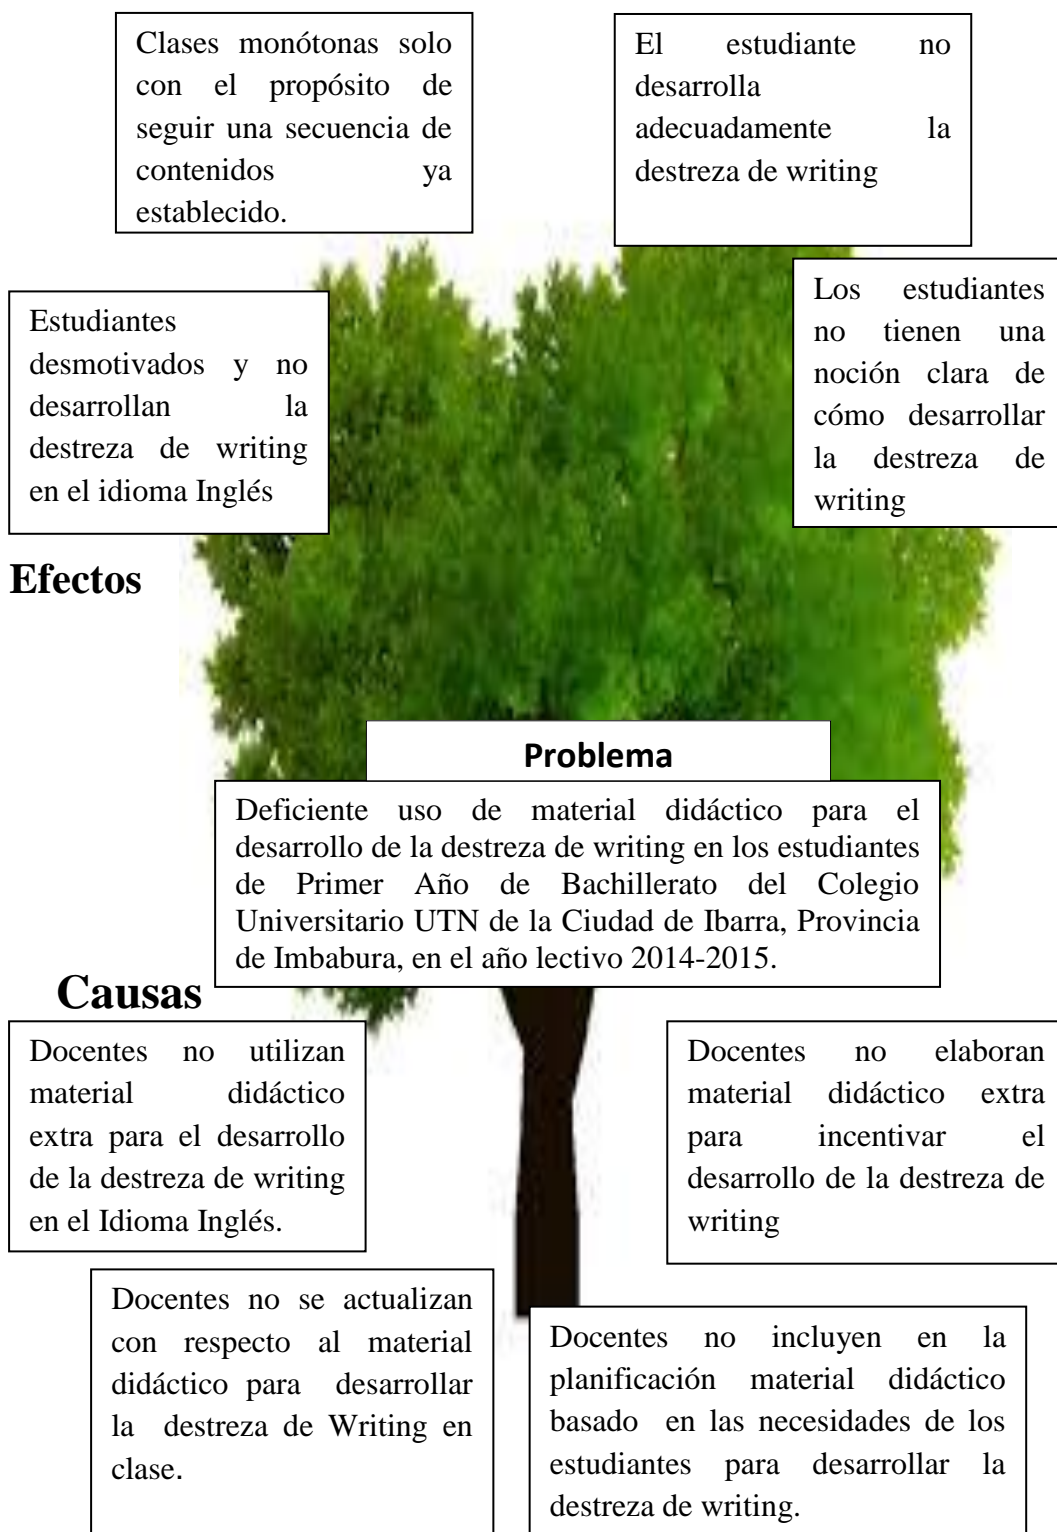 Clases monótonas solo
con el propósito de
seguir una secuencia de
contenidos ya
establecido.
El estudiante no
desarrolla
adecuadamente la
destreza de writing
Estudiantes
desmotivados y no
desarrollan la
destreza de writing
en el idioma Inglés
Los estudiantes
no tienen una
noción clara de
cómo desarrollar
la destreza de
writing
Efectos
Problema
Deficiente uso de material didáctico para el
desarrollo de la destreza de writing en los estudiantes
de Primer Año de Bachillerato del Colegio
Universitario UTN de la Ciudad de Ibarra, Provincia
de Imbabura, en el año lectivo 2014-2015.
Causas
Docentes no utilizan
material didáctico
extra para el desarrollo
de la destreza de writing
en el Idioma Inglés.
Docentes no elaboran
material didáctico extra
para incentivar el
desarrollo de la destreza de
writing
Docentes no se actualizan
con respecto al material
didáctico para desarrollar
la destreza de Writing en
clase.
Docentes no incluyen en la
planificación material didáctico
basado en las necesidades de los
estudiantes para desarrollar la
destreza de writing.